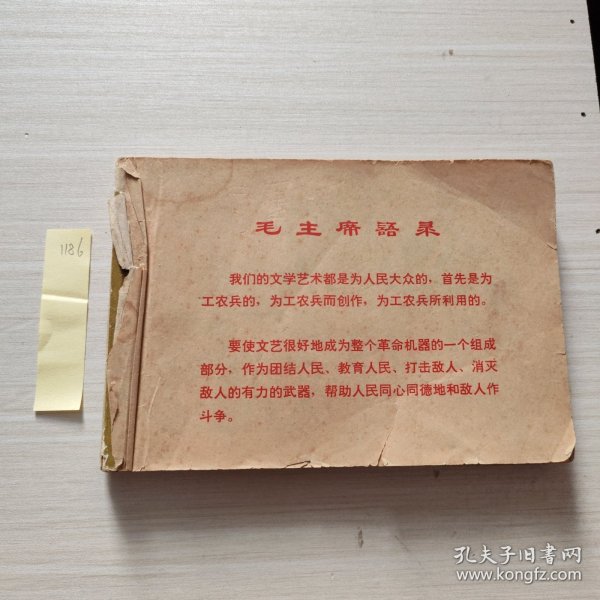 1186
毛主席語录
我们的文学艺术都是为人民大众的，首先是为
工农兵的，为工农兵而创作，为工农兵所利用的。
要使文艺很好地成为整个革命机器的一个组成
部分，作为团结人民、教育人民、打击敌人、消灭
敌人的有力的武器，帮助人民同心同德地和敌人作
斗争。
孔夫子旧书网
www.kongfz.com